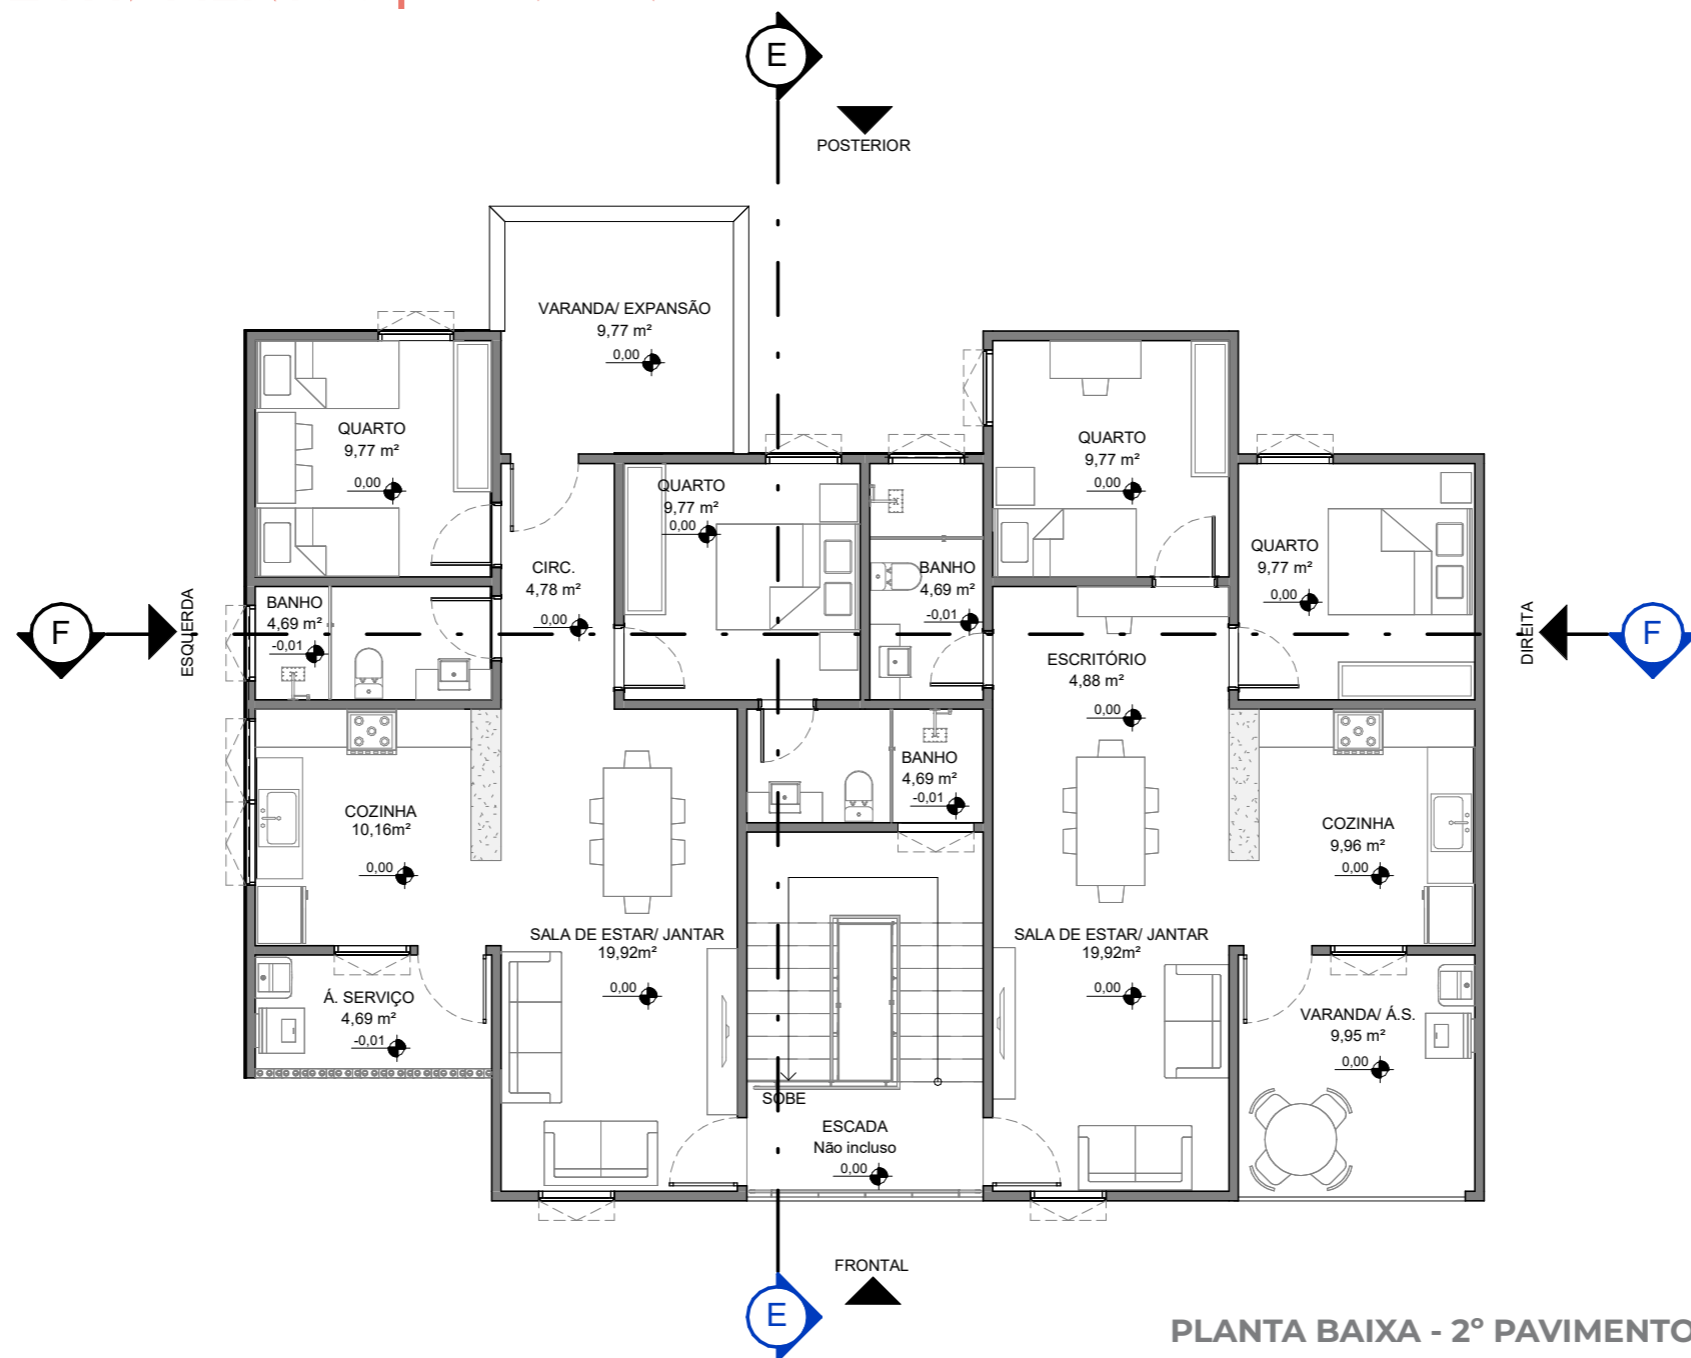 E
POSTERIOR
VARANDA/ EXPANSÃO
9,77 m²
0,00
QUARTO
9,77 m²
0,00
QUARTO
9,77 m²
0,00
QUARTO
9,77 m²
0,00
QUARTO
9,77 m²
0,00
CIRC.
4,78 m²
0,00
BANHO
4,69 m²
-0,01
BANHO
4,69 m²
-0,01
F
ESQUERDA
ESCRITÓRIO
4,88 m²
0,00
DIREITA
F
BANHO
4,69 m²
-0,01
COZINHA
10,16m²
0,00
COZINHA
9,96 m²
0,00
SALA DE ESTAR/ JANTAR
19,92m²
0,00
SALA DE ESTAR/ JANTAR
19,92m²
0,00
Á. SERVIÇO
4,69 m²
-0,01
VARANDA/ Á.S.
9,95 m²
0,00
SOBE
ESCADA
Não incluso
0,00
FRONTAL
E
PLANTA BAIXA - 2º PAVIMENTO